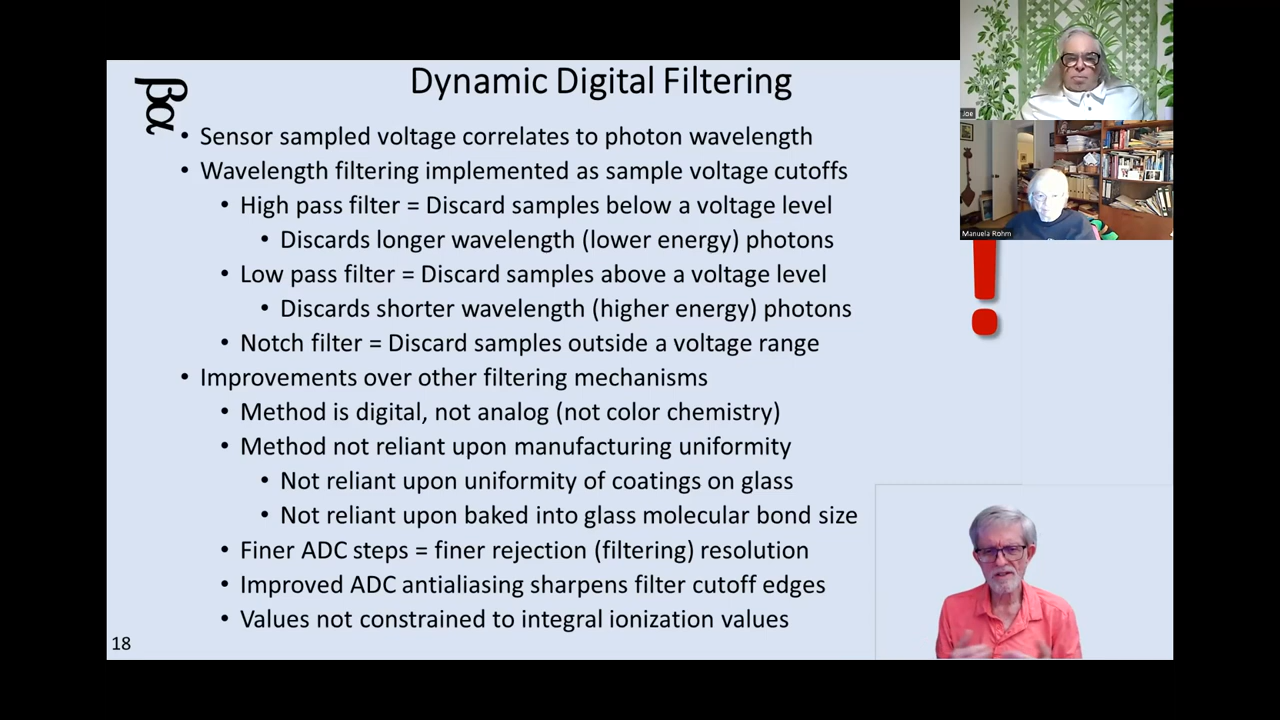 βα
Dynamic Digital Filtering
• Sensor sampled voltage correlates to photon wavelength
• Wavelength filtering implemented as sample voltage cutoffs
• High pass filter = Discard samples below a voltage level
• Discards longer wavelength (lower energy) photons
• Low pass filter = Discard samples above a voltage level
• Discards shorter wavelength (higher energy) photons
• Notch filter = Discard samples outside a voltage range
• Improvements over other filtering mechanisms
• Method is digital, not analog (not color chemistry)
• Method not reliant upon manufacturing uniformity
• Not reliant upon uniformity of coatings on glass
• Not reliant upon baked into glass molecular bond size
• Finer ADC steps = finer rejection (filtering) resolution
• Improved ADC antialiasing sharpens filter cutoff edges
• Values not constrained to integral ionization values
18
Joe
Manuela Rohm
!